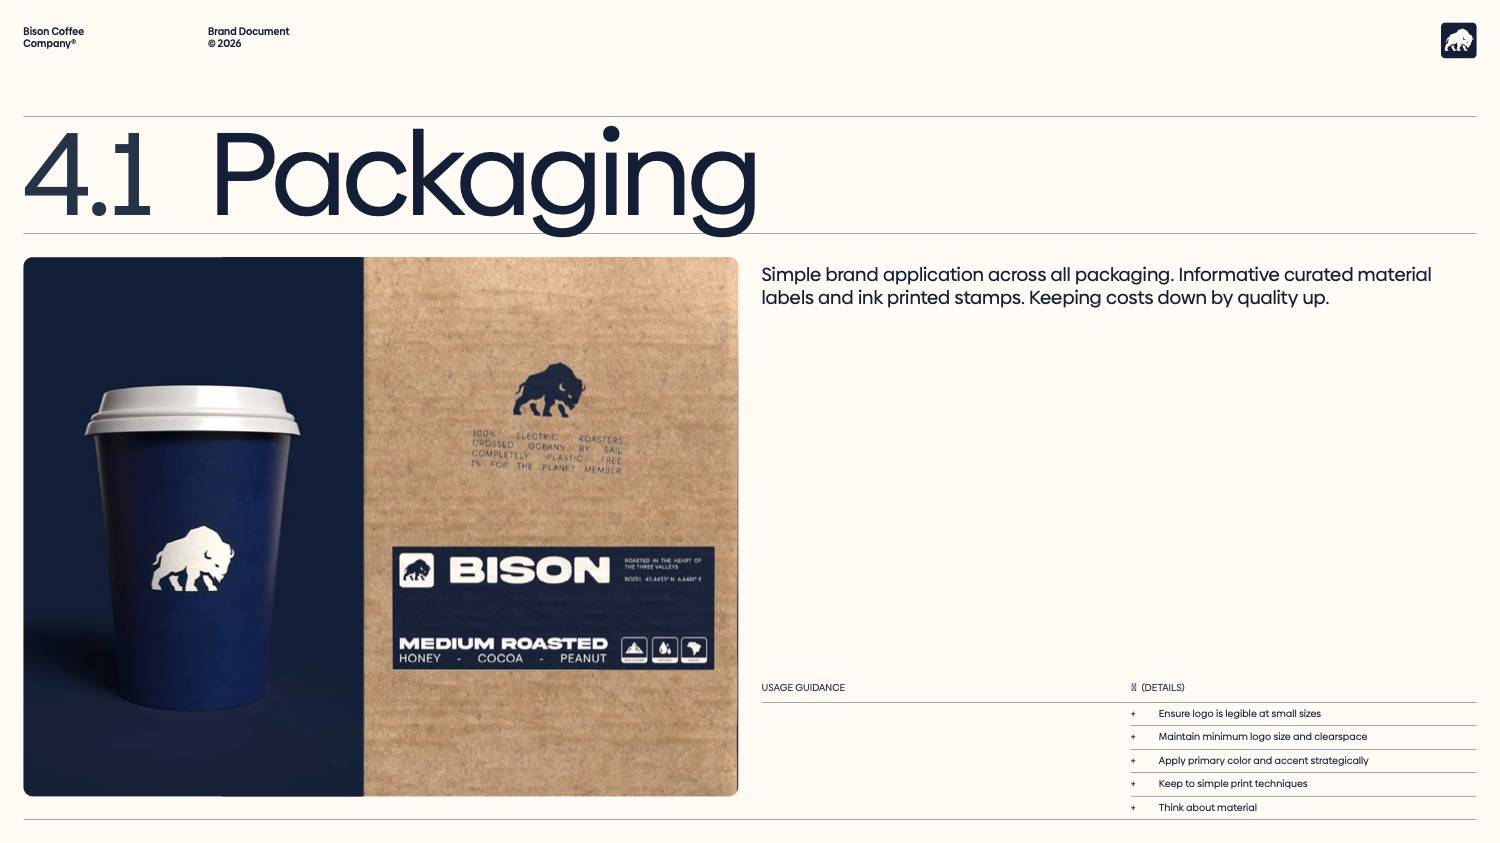 Bison Coffee
Company®
Brand Document
© 2026
4.1 Packaging
Simple brand application across all packaging. Informative curated material
labels and ink printed stamps. Keeping costs down by quality up.
100% ELECTRIC ROASTERS
CROSSED OCEANS BY SAIL
COMPLETELY PLASTIC FREE
1% FOR THE PLANET MEMBER
BISON
ROASTED IN THE HEART OF
THE THREE VALLEYS
MEDIUM ROASTED
HONEY - COCOA - PEANUT
USAGE GUIDANCE
(DETAILS)
+ Ensure logo is legible at small sizes
+ Maintain minimum logo size and clearspace
+ Apply primary color and accent strategically
+ Keep to simple print techniques
+ Think about material